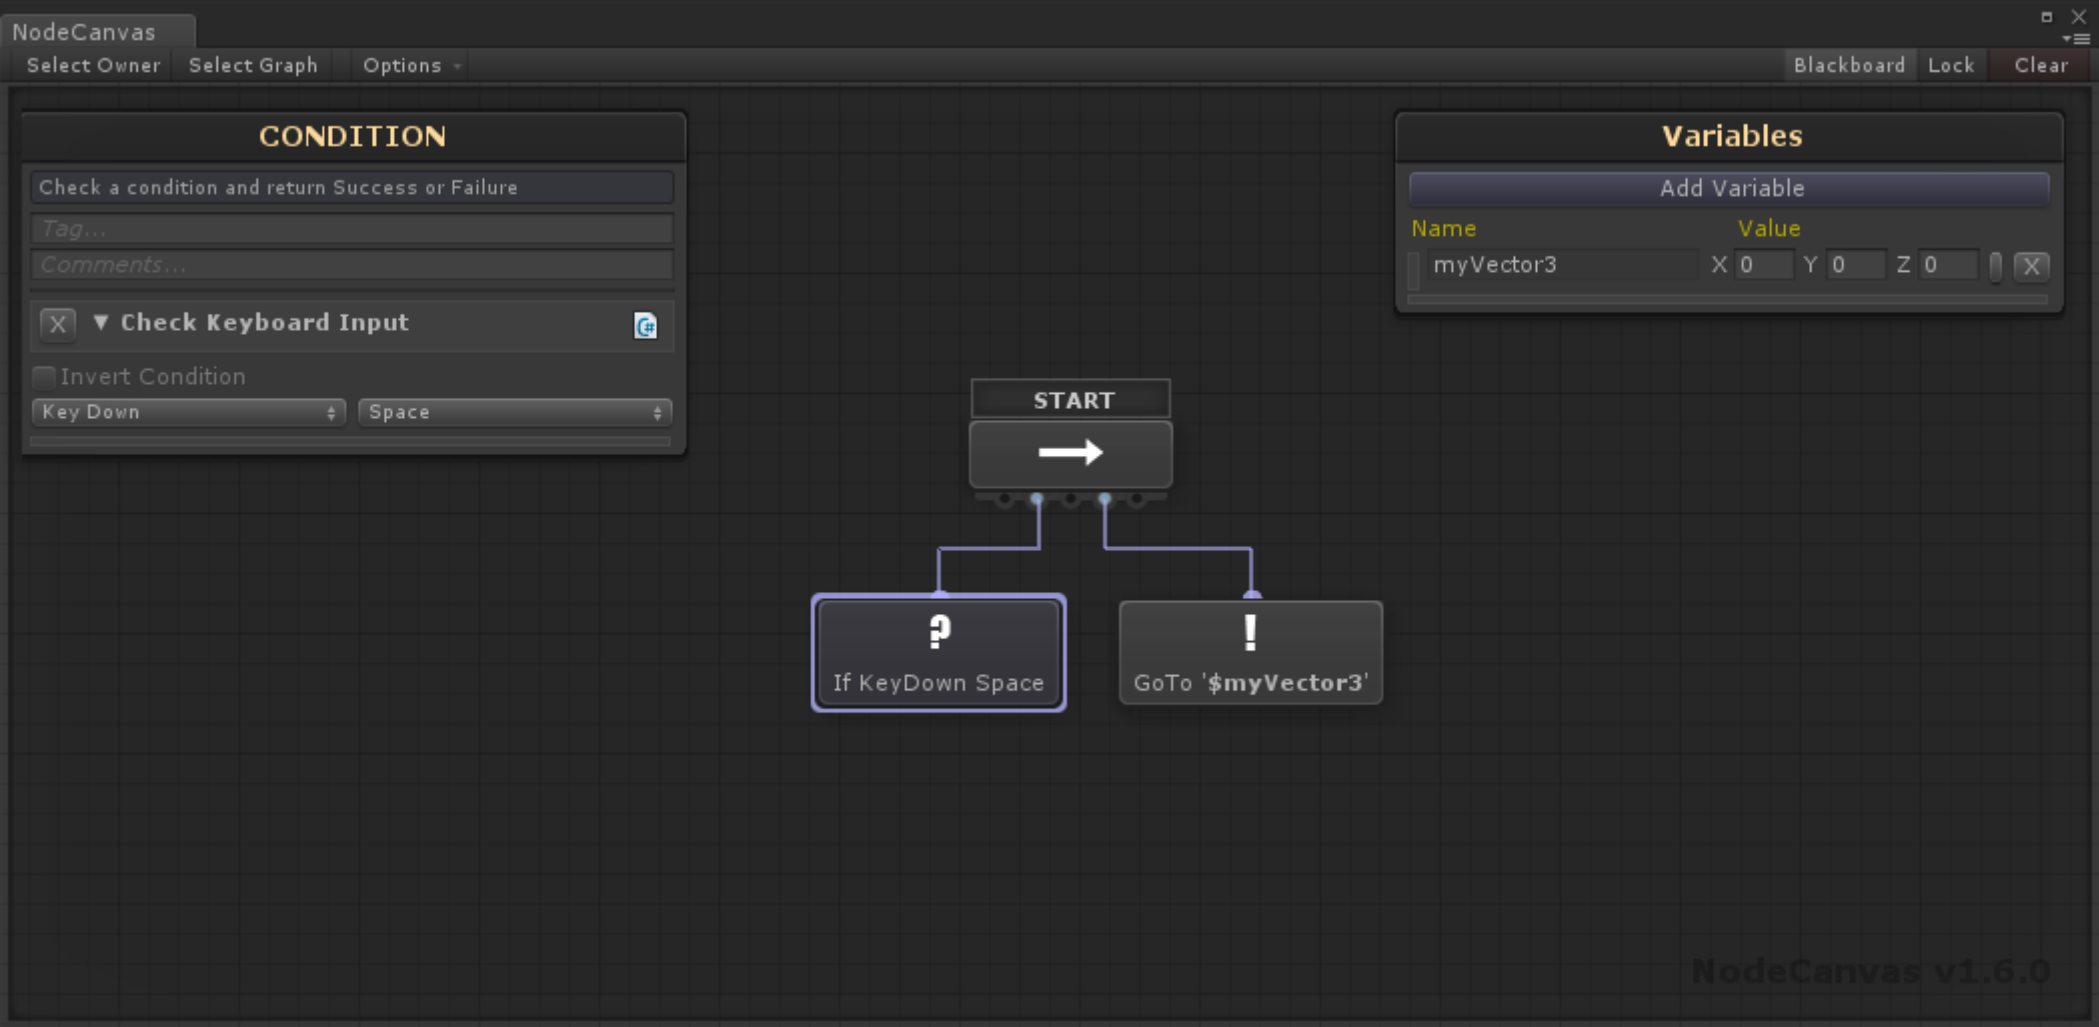 NodeCanvas
Select Owner Select Graph Options Blackboard Lock Clear
CONDITION
Check a condition and return Success or Failure
Tag...
Comments...
X ▼ Check Keyboard Input C#
Invert Condition
Key Down Space
Variables
Add Variable
Name Value
myVector3 X 0 Y 0 Z 0 X
START
?
If KeyDown Space
!
GoTo '$myVector3'
NodeCanvas v1.6.0